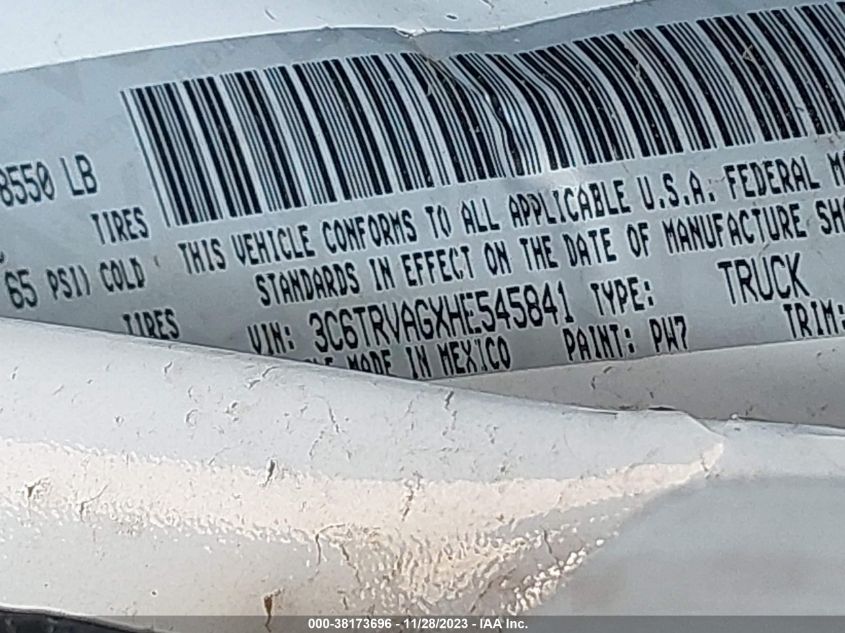 8550 LB
TIRES
65 PSI) COLD
TIRES
THIS VEHICLE CONFORMS TO ALL APPLICABLE U.S.A. FEDERAL
STANDARDS IN EFFECT ON THE DATE OF MANUFACTURE
VIN: 3C6TRVAGXHE545841 TYPE: TRUCK
MADE IN MEXICO PAINT: PW7 TRIM:
000-38173696 - 11/28/2023 - IAA Inc.